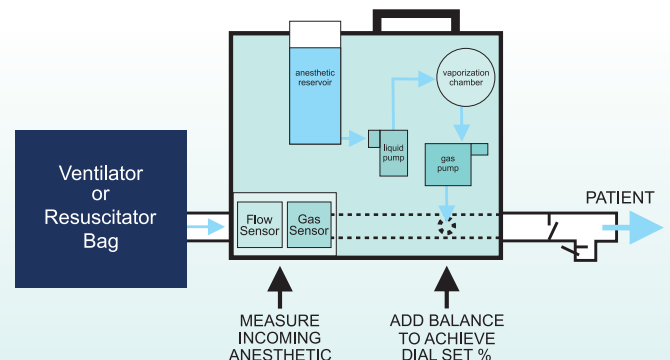 anesthetic
reservoir
vaporization
chamber
liquid
pump
gas
pump
Ventilator
or
Resuscitator
Bag
Flow
Sensor
Gas
Sensor
PATIENT
MEASURE
INCOMING
ANESTHETIC
ADD BALANCE
TO ACHIEVE
DIAL SET %